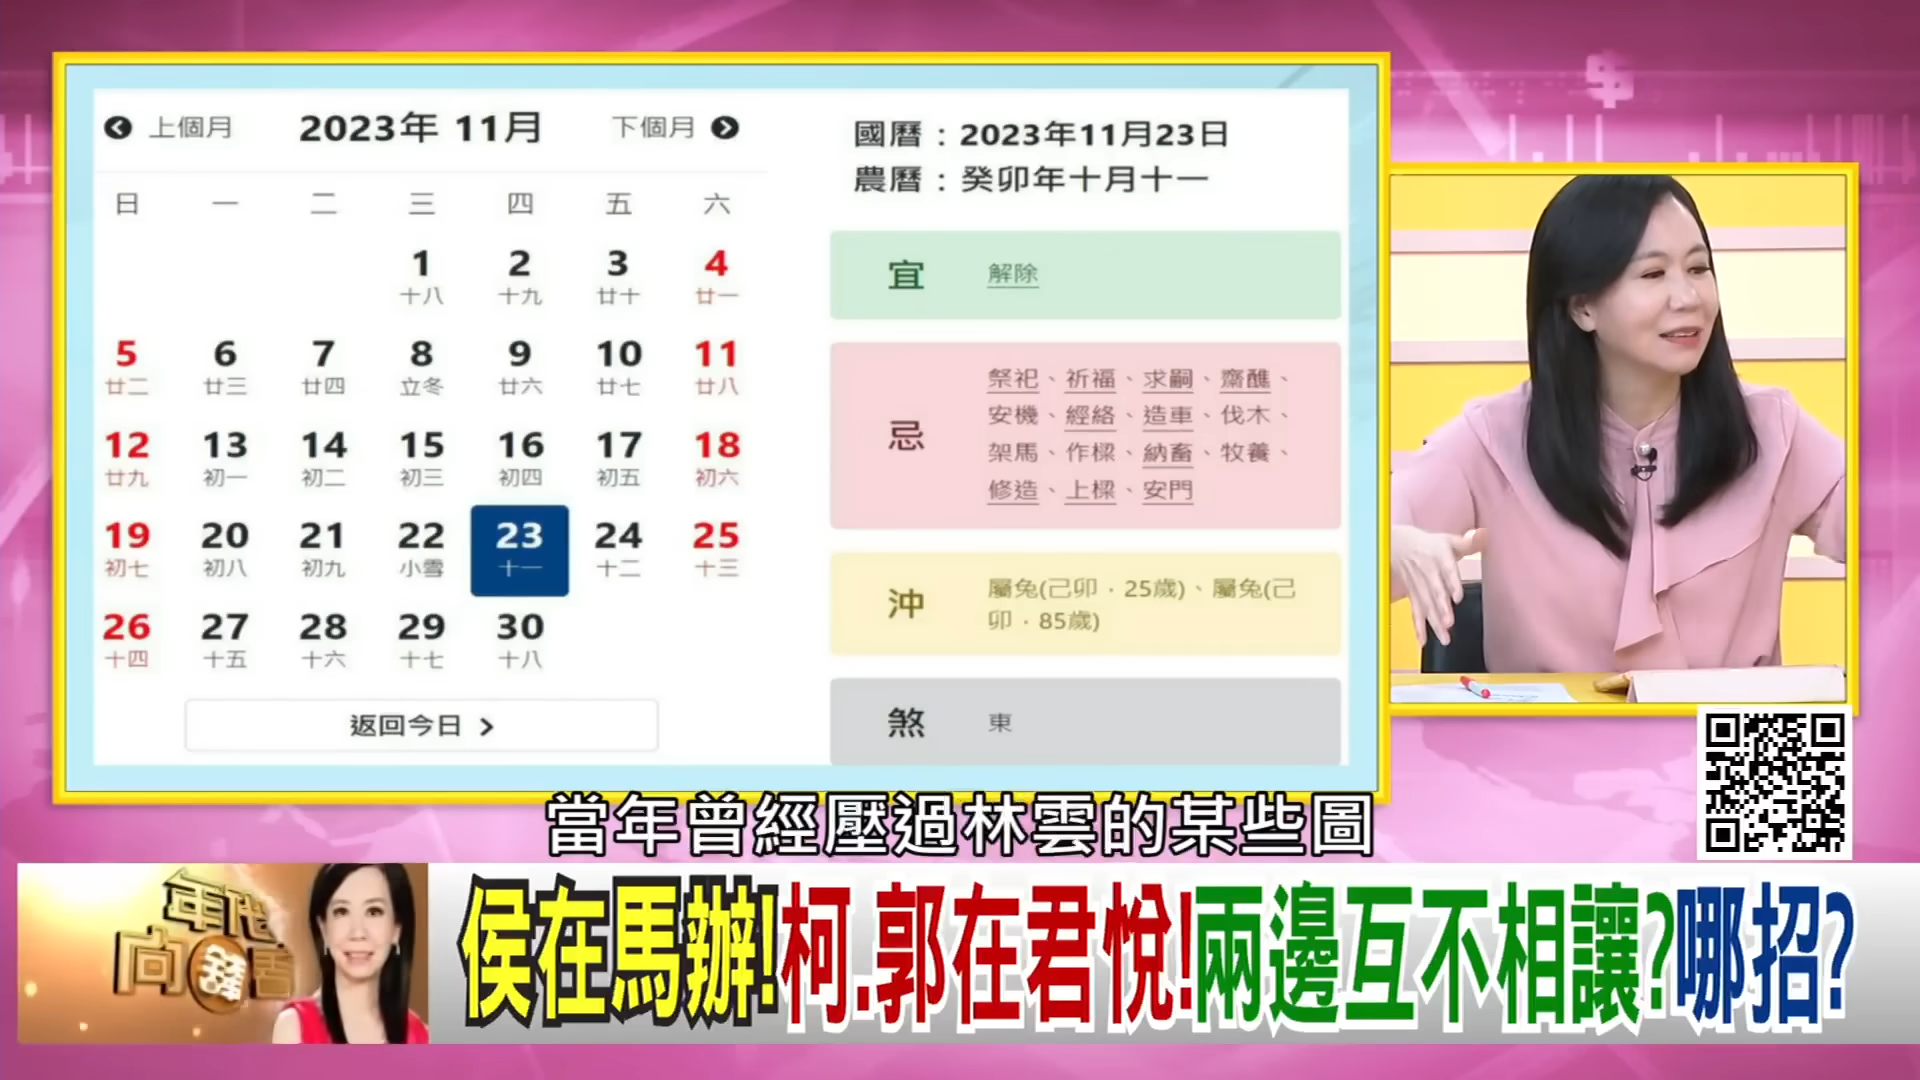 上個月
2023年 11月
下個月
日 一 二 三 四 五 六
1 2 3 4
十八 十九 廿十 廿一
5 6 7 8 9 10 11
廿二 廿三 廿四 立冬 廿六 廿七 廿八
12 13 14 15 16 17 18
廿九 初一 初二 初三 初四 初五 初六
19 20 21 22 23 24 25
初七 初八 初九 小雪 十一 十二 十三
26 27 28 29 30
十四 十五 十六 十七 十八
返回今日
國曆：2023年11月23日
農曆：癸卯年十月十一
宜 解除
忌
祭祀、祈福、求嗣、齋醮、
安機、經絡、造車、伐木、
架馬、作樑、納畜、牧養、
修造、上樑、安門
沖
屬兔(己卯．25歲)、屬兔(己
卯．85歲)
煞 東
當年曾經壓過林雲的某些圖
年代
向錢看
侯在馬辦!柯.郭在君悅!兩邊互不相讓?哪招?